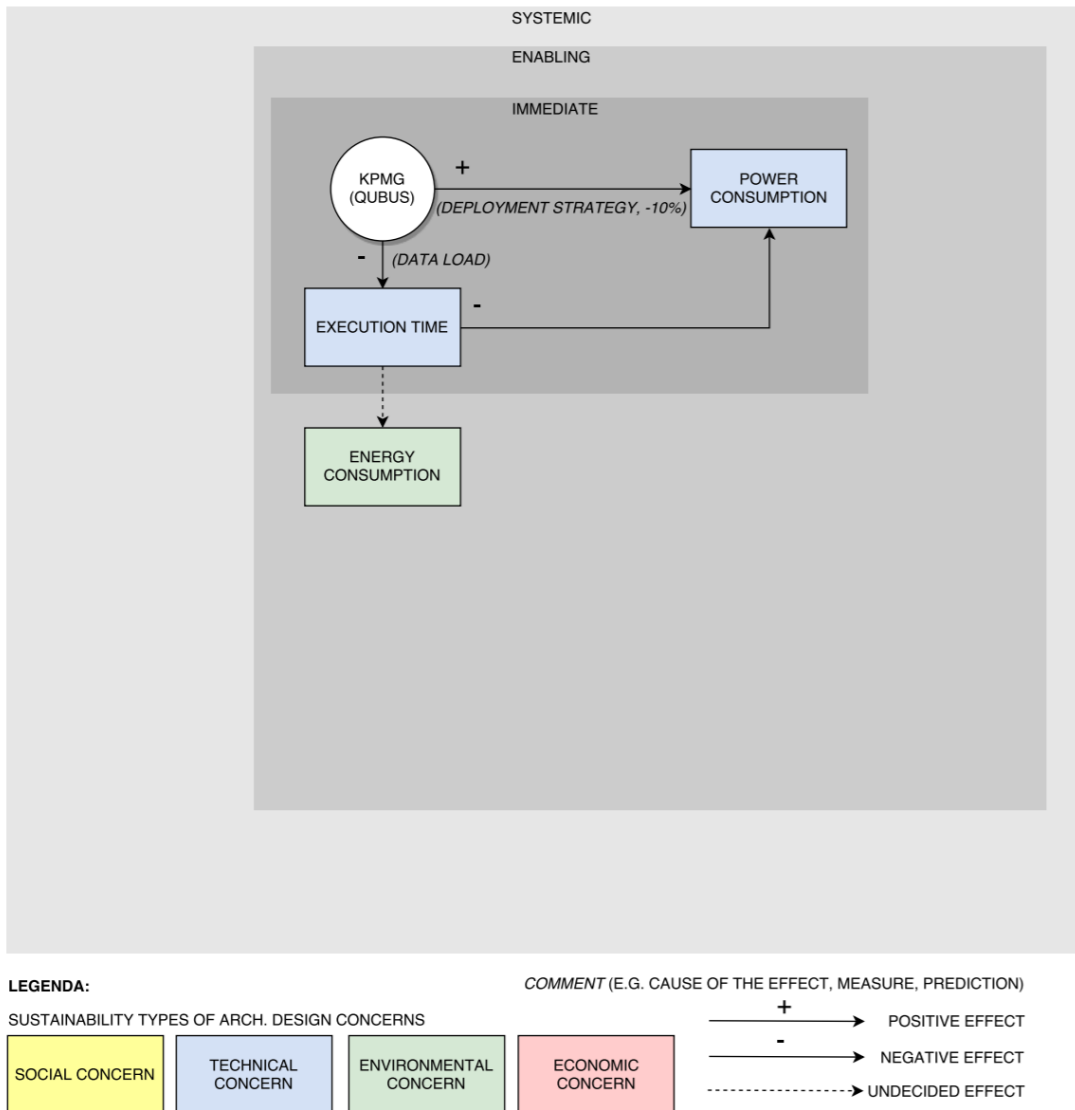 SYSTEMIC
ENABLING
IMMEDIATE
KPMG
(QUBUS)
+
(DEPLOYMENT STRATEGY, -10%)
POWER
CONSUMPTION
-
(DATA LOAD)
EXECUTION TIME
-
ENERGY
CONSUMPTION
LEGENDA:
COMMENT (E.G. CAUSE OF THE EFFECT, MEASURE, PREDICTION)
SUSTAINABILITY TYPES OF ARCH. DESIGN CONCERNS
SOCIAL CONCERN
TECHNICAL
CONCERN
ENVIRONMENTAL
CONCERN
ECONOMIC
CONCERN
+
POSITIVE EFFECT
-
NEGATIVE EFFECT
UNDECIDED EFFECT